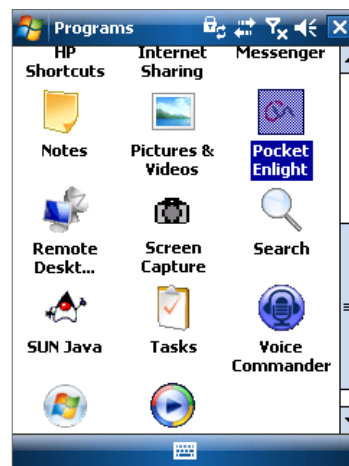 Programs
HP Shortcuts
Internet Sharing
Messenger
Notes
Pictures & Videos
Pocket Enlight
Remote Deskt...
Screen Capture
Search
SUN Java
Tasks
Voice Commander